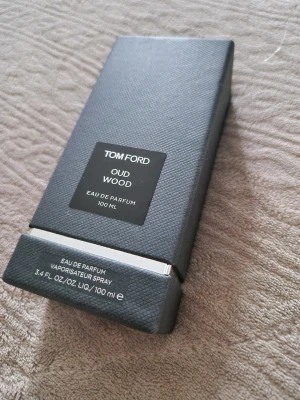 TOM FORD
OUD
WOOD
EAU DE PARFUM
100 ML
EAU DE PARFUM
VAPORISATEUR SPRAY
3.4 FL. OZ/OZ. LIQ./100 ml ℮